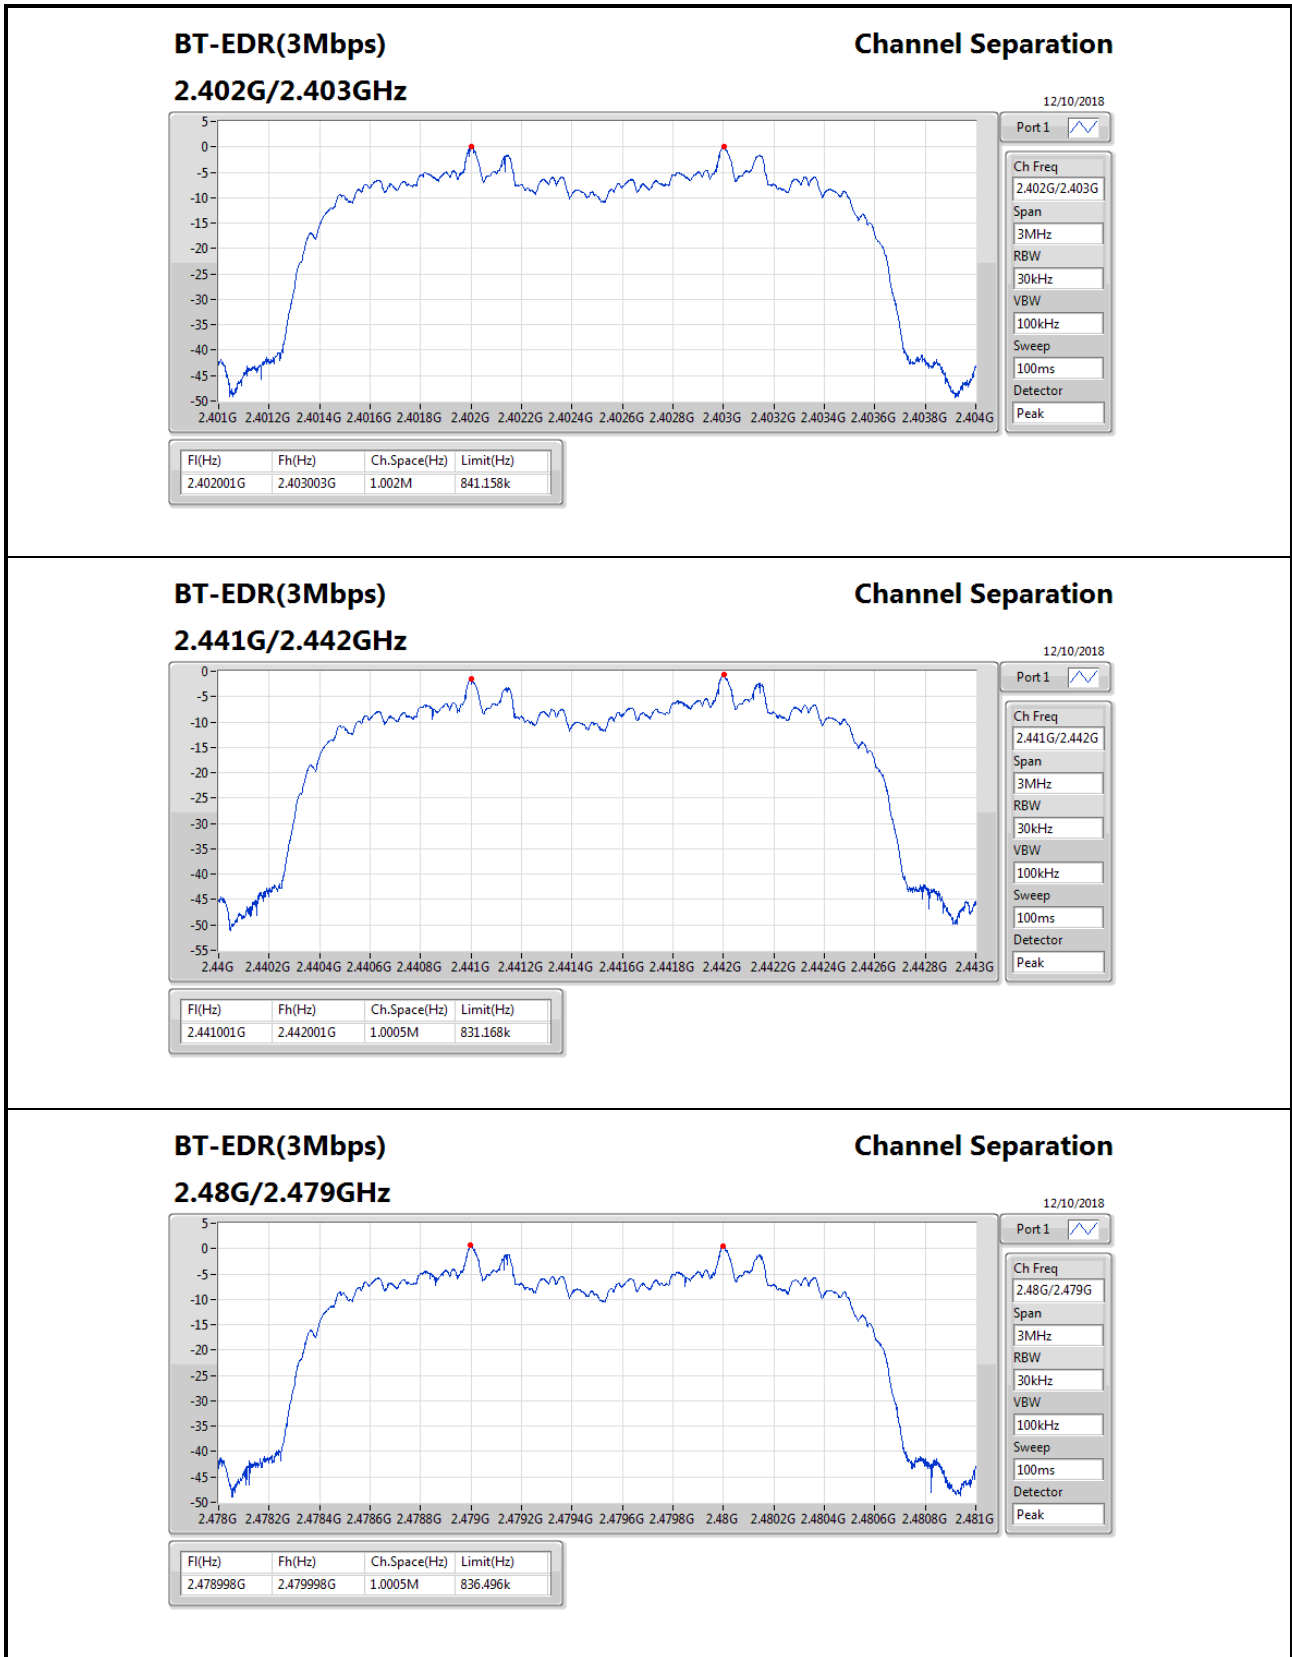 BT-EDR(3Mbps) Channel Separation
2.402G/2.403GHz
12/10/2018
Port 1
5
0
-5
-10
-15
-20
-25
-30
-35
-40
-45
-50
2.401G 2.4012G 2.4014G 2.4016G 2.4018G 2.402G 2.4022G 2.4024G 2.4026G 2.4028G 2.403G 2.4032G 2.4034G 2.4036G 2.4038G 2.404G
Ch Freq
2.402G/2.403G
Span
3MHz
RBW
30kHz
VBW
100kHz
Sweep
100ms
Detector
Peak
Fl(Hz) Fh(Hz) Ch.Space(Hz) Limit(Hz)
2.402001G 2.403003G 1.002M 841.158k
BT-EDR(3Mbps) Channel Separation
2.441G/2.442GHz
12/10/2018
Port 1
0
-5
-10
-15
-20
-25
-30
-35
-40
-45
-50
-55
2.44G 2.4402G 2.4404G 2.4406G 2.4408G 2.441G 2.4412G 2.4414G 2.4416G 2.4418G 2.442G 2.4422G 2.4424G 2.4426G 2.4428G 2.443G
Ch Freq
2.441G/2.442G
Span
3MHz
RBW
30kHz
VBW
100kHz
Sweep
100ms
Detector
Peak
Fl(Hz) Fh(Hz) Ch.Space(Hz) Limit(Hz)
2.441001G 2.442001G 1.0005M 831.168k
BT-EDR(3Mbps) Channel Separation
2.48G/2.479GHz
12/10/2018
Port 1
5
0
-5
-10
-15
-20
-25
-30
-35
-40
-45
-50
2.478G 2.4782G 2.4784G 2.4786G 2.4788G 2.479G 2.4792G 2.4794G 2.4796G 2.4798G 2.48G 2.4802G 2.4804G 2.4806G 2.4808G 2.481G
Ch Freq
2.48G/2.479G
Span
3MHz
RBW
30kHz
VBW
100kHz
Sweep
100ms
Detector
Peak
Fl(Hz) Fh(Hz) Ch.Space(Hz) Limit(Hz)
2.478998G 2.479998G 1.0005M 836.496k